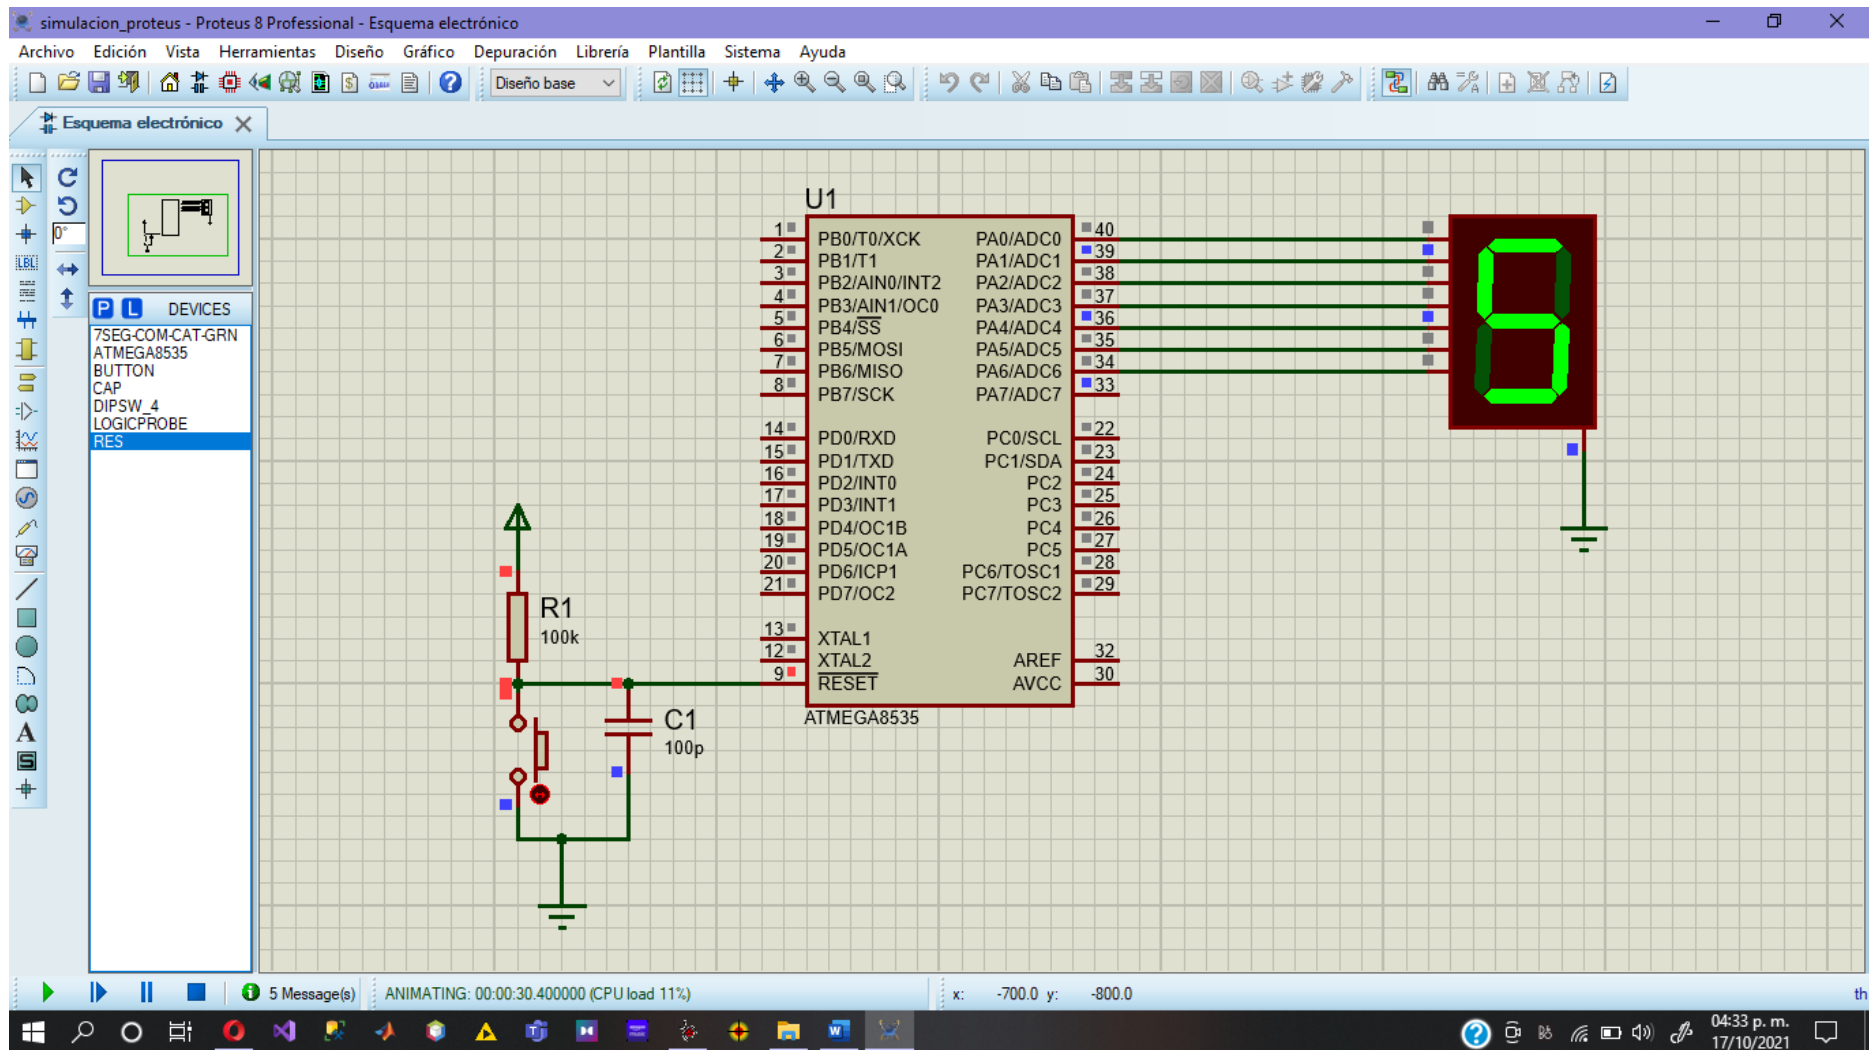 simulacion_proteus - Proteus 8 Professional - Esquema electrónico
Archivo Edición Vista Herramientas Diseño Gráfico Depuración Librería Plantilla Sistema Ayuda
Diseño base
Esquema electrónico
0°
LBL
P L DEVICES
7SEG-COM-CAT-GRN
ATMEGA8535
BUTTON
CAP
DIPSW_4
LOGICPROBE
RES
U1
1 PB0/T0/XCK PA0/ADC0 40
2 PB1/T1 PA1/ADC1 39
3 PB2/AIN0/INT2 PA2/ADC2 38
4 PB3/AIN1/OC0 PA3/ADC3 37
5 PB4/SS PA4/ADC4 36
6 PB5/MOSI PA5/ADC5 35
7 PB6/MISO PA6/ADC6 34
8 PB7/SCK PA7/ADC7 33
14 PD0/RXD PC0/SCL 22
15 PD1/TXD PC1/SDA 23
16 PD2/INT0 PC2 24
17 PD3/INT1 PC3 25
18 PD4/OC1B PC4 26
19 PD5/OC1A PC5 27
20 PD6/ICP1 PC6/TOSC1 28
21 PD7/OC2 PC7/TOSC2 29
13 XTAL1
12 XTAL2 AREF 32
9 RESET AVCC 30
ATMEGA8535
5
R1
100k
C1
100p
A
S
5 Message(s) ANIMATING: 00:00:30.400000 (CPU load 11%) x: -700.0 y: -800.0 th
04:33 p. m.
17/10/2021